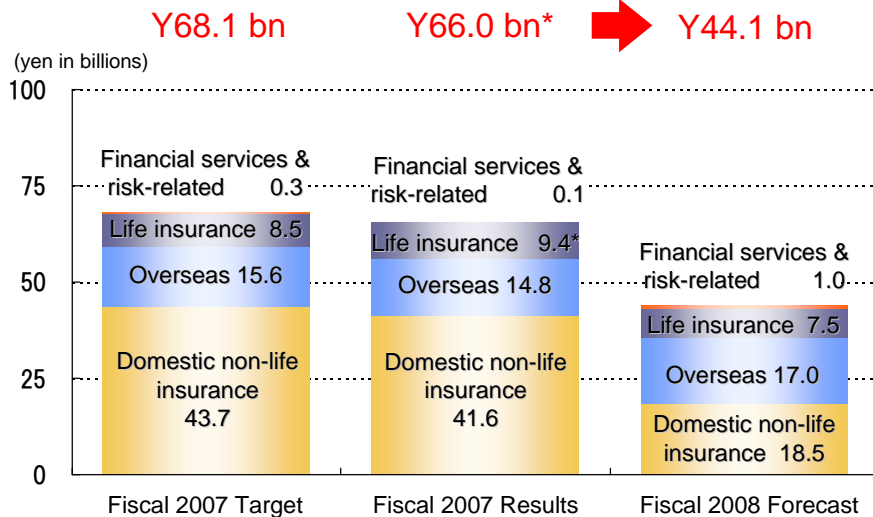 Y68.1 bn
Y66.0 bn*
Y44.1 bn
(yen in billions)
100
75
50
25
0
Financial services &
risk-related 0.3
Life insurance 8.5
Overseas 15.6
Domestic non-life
insurance
43.7
Financial services &
risk-related 0.1
Life insurance 9.4*
Overseas 14.8
Domestic non-life
insurance
41.6
Financial services &
risk-related 1.0
Life insurance 7.5
Overseas 17.0
Domestic non-life
insurance 18.5
Fiscal 2007 Target
Fiscal 2007 Results
Fiscal 2008 Forecast